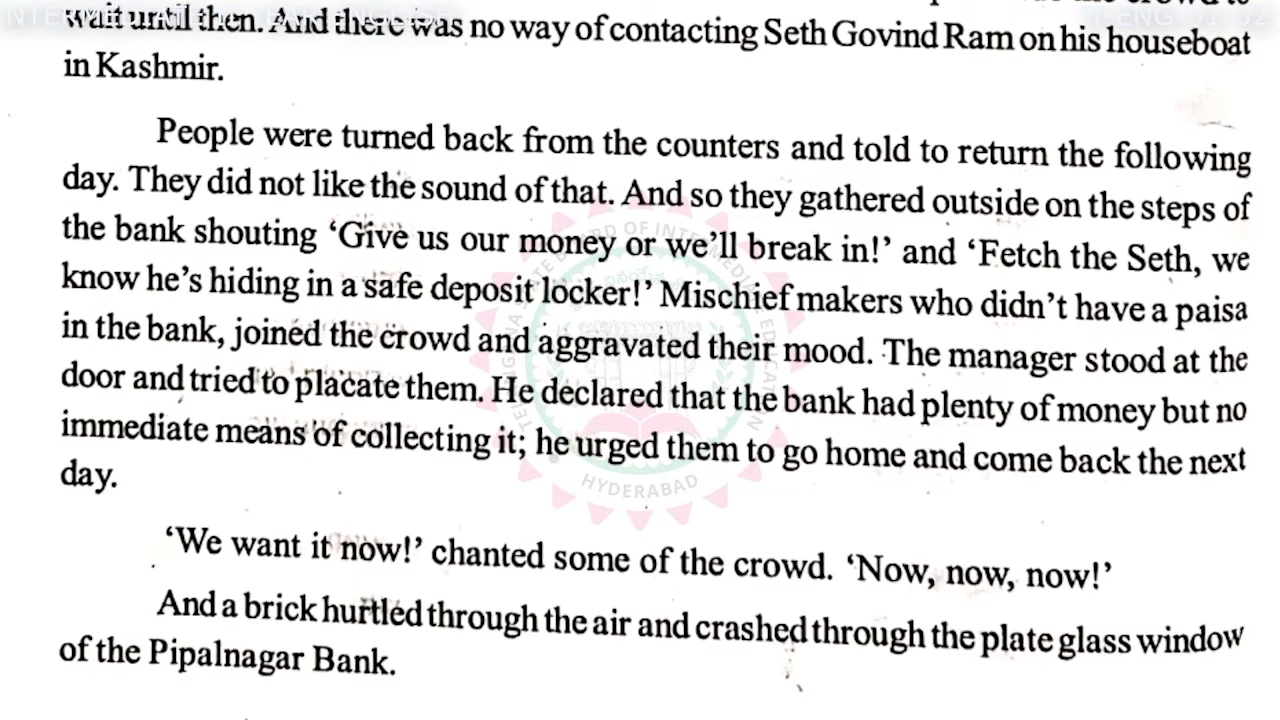 wait until then. And there was no way of contacting Seth Govind Ram on his houseboat
in Kashmir.
People were turned back from the counters and told to return the following
day. They did not like the sound of that. And so they gathered outside on the steps of
the bank shouting ‘Give us our money or we’ll break in!’ and ‘Fetch the Seth, we
know he’s hiding in a safe deposit locker!’ Mischief makers who didn’t have a paisa
in the bank, joined the crowd and aggravated their mood. The manager stood at the
door and tried to placate them. He declared that the bank had plenty of money but no
immediate means of collecting it; he urged them to go home and come back the next
day.
‘We want it now!’ chanted some of the crowd. ‘Now, now, now!’
And a brick hurtled through the air and crashed through the plate glass window
of the Pipalnagar Bank.
TELANGANA STATE BOARD OF INTERMEDIATE EDUCATION
HYDERABAD